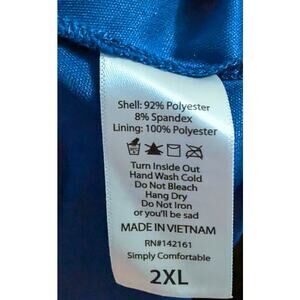 Shell: 92% Polyester
8% Spandex
Lining: 100% Polyester
Turn Inside Out
Hand Wash Cold
Do Not Bleach
Hang Dry
Do Not Iron
or you'll be sad
MADE IN VIETNAM
RN#142161
Simply Comfortable
2XL